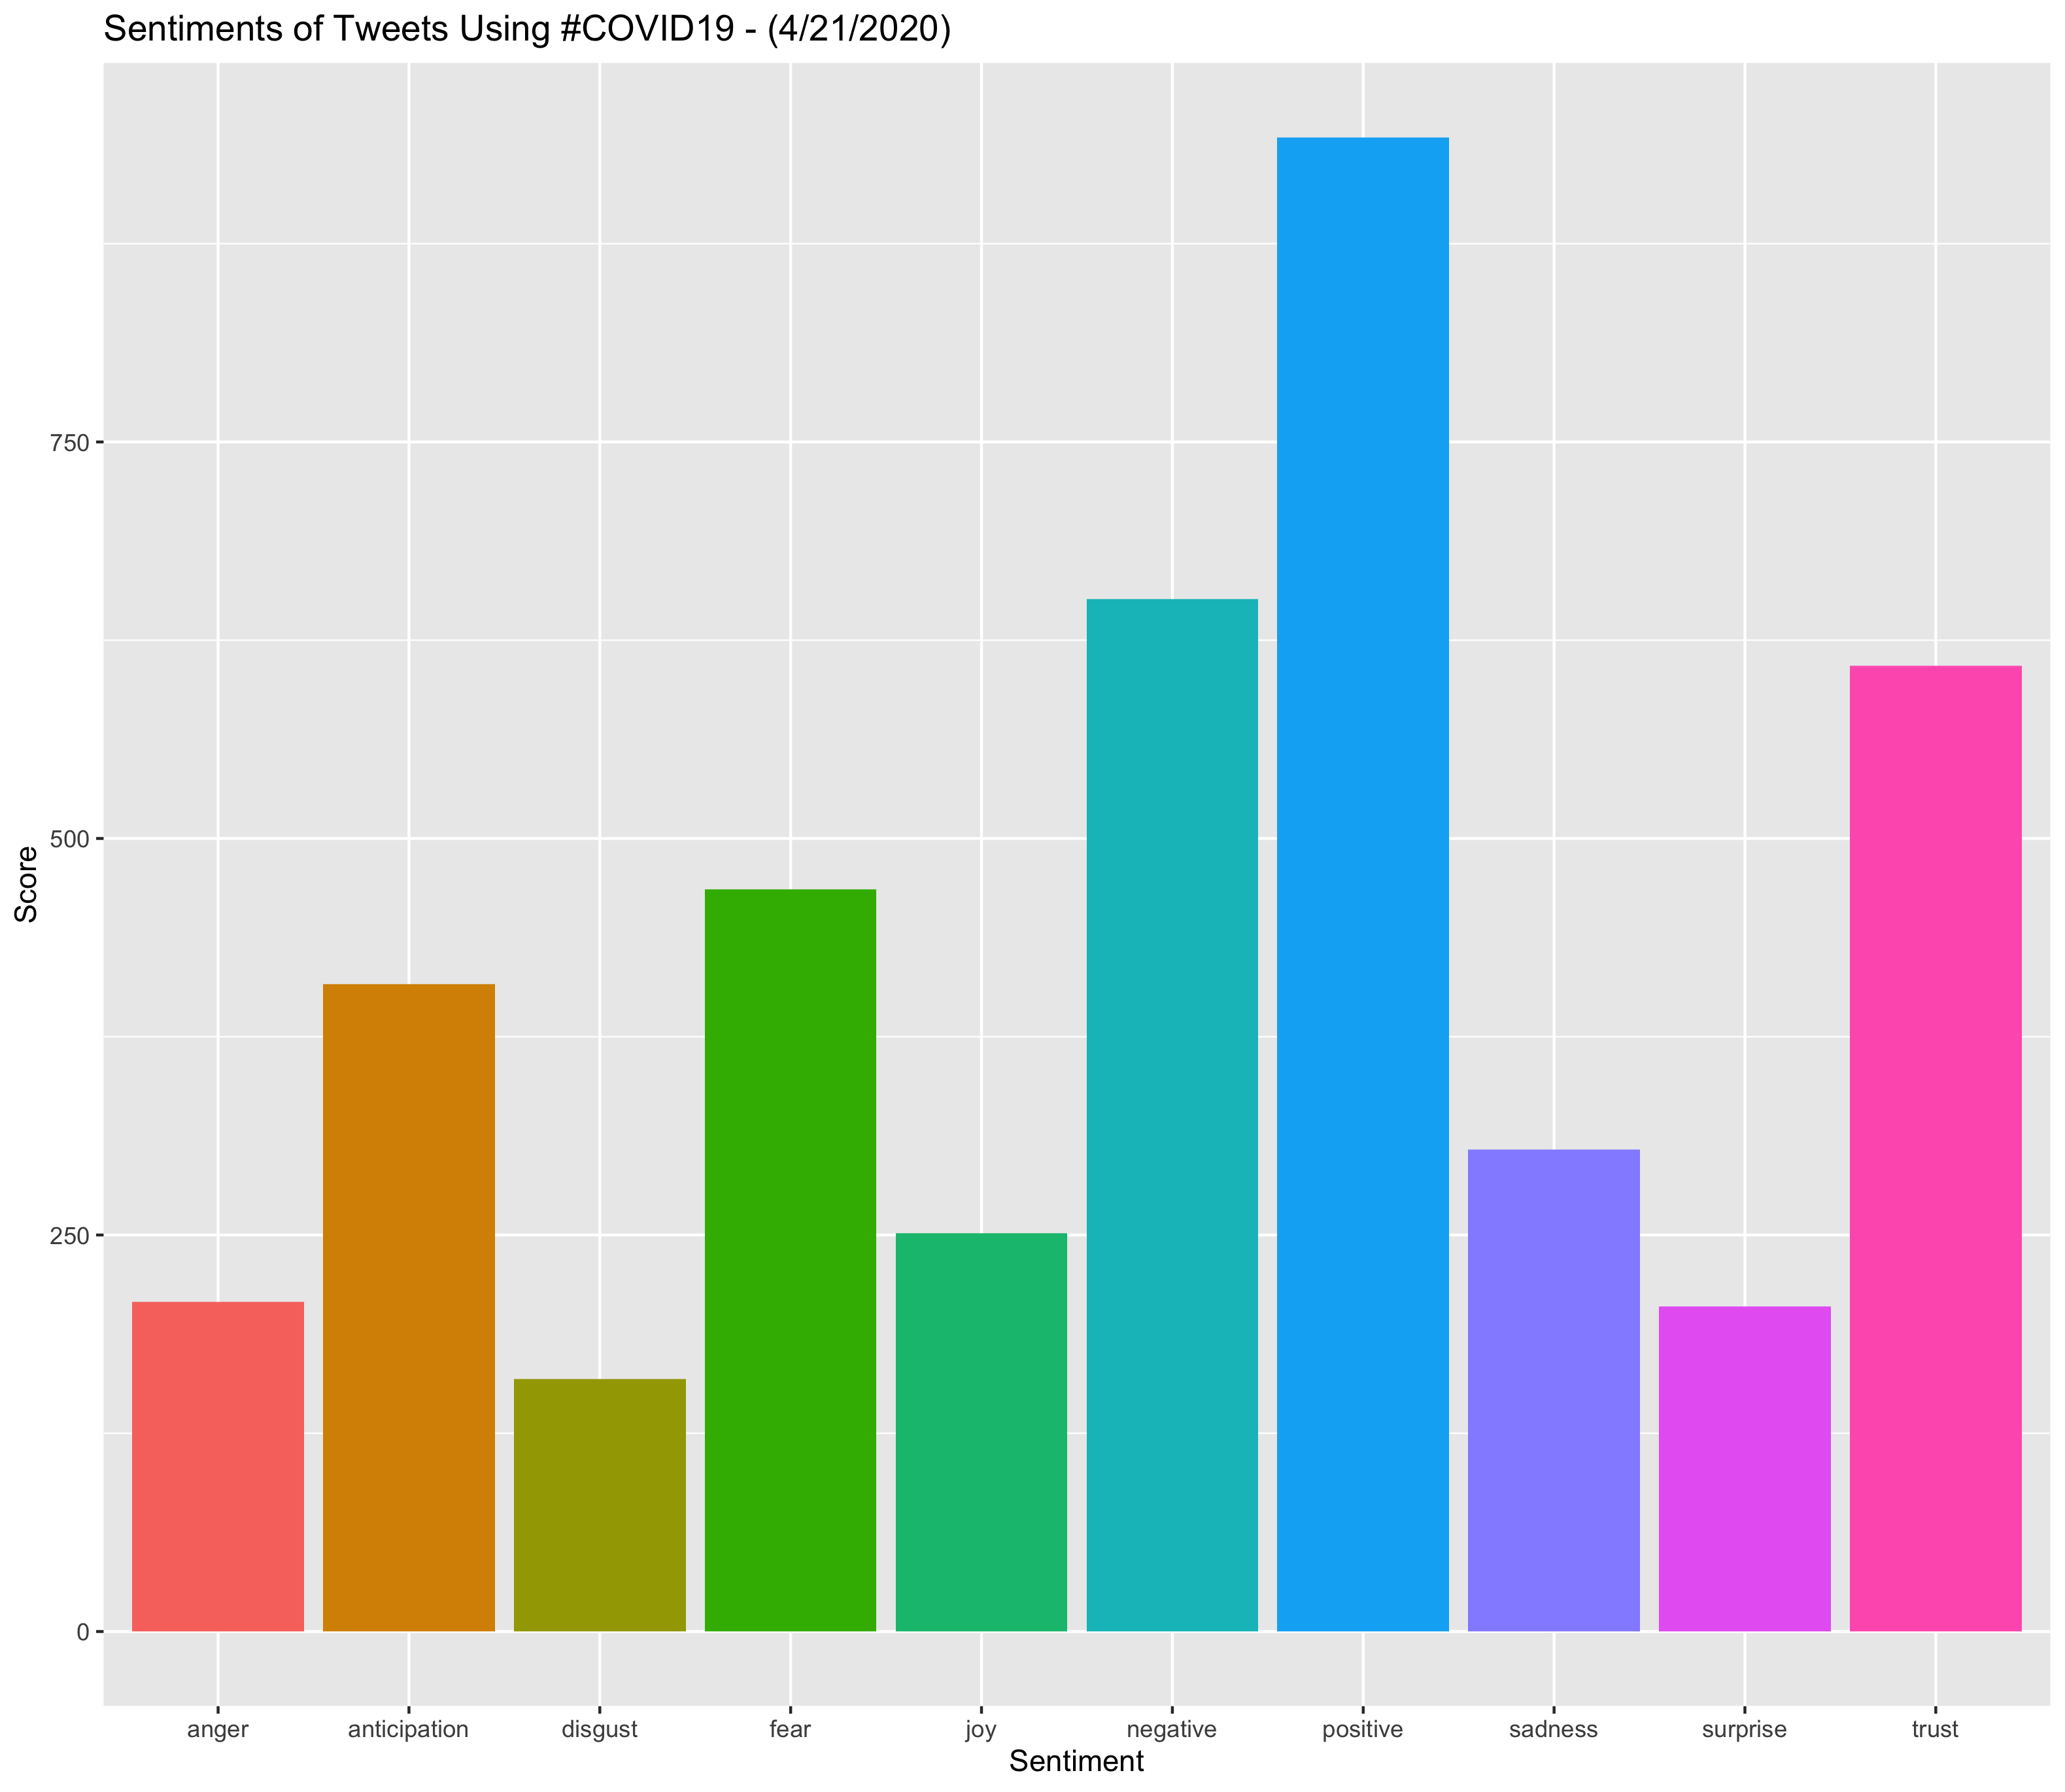 Sentiments of Tweets Using #COVID19 - (4/21/2020)
750
500
250
0
Score
anger anticipation disgust fear joy negative positive sadness surprise trust
Sentiment